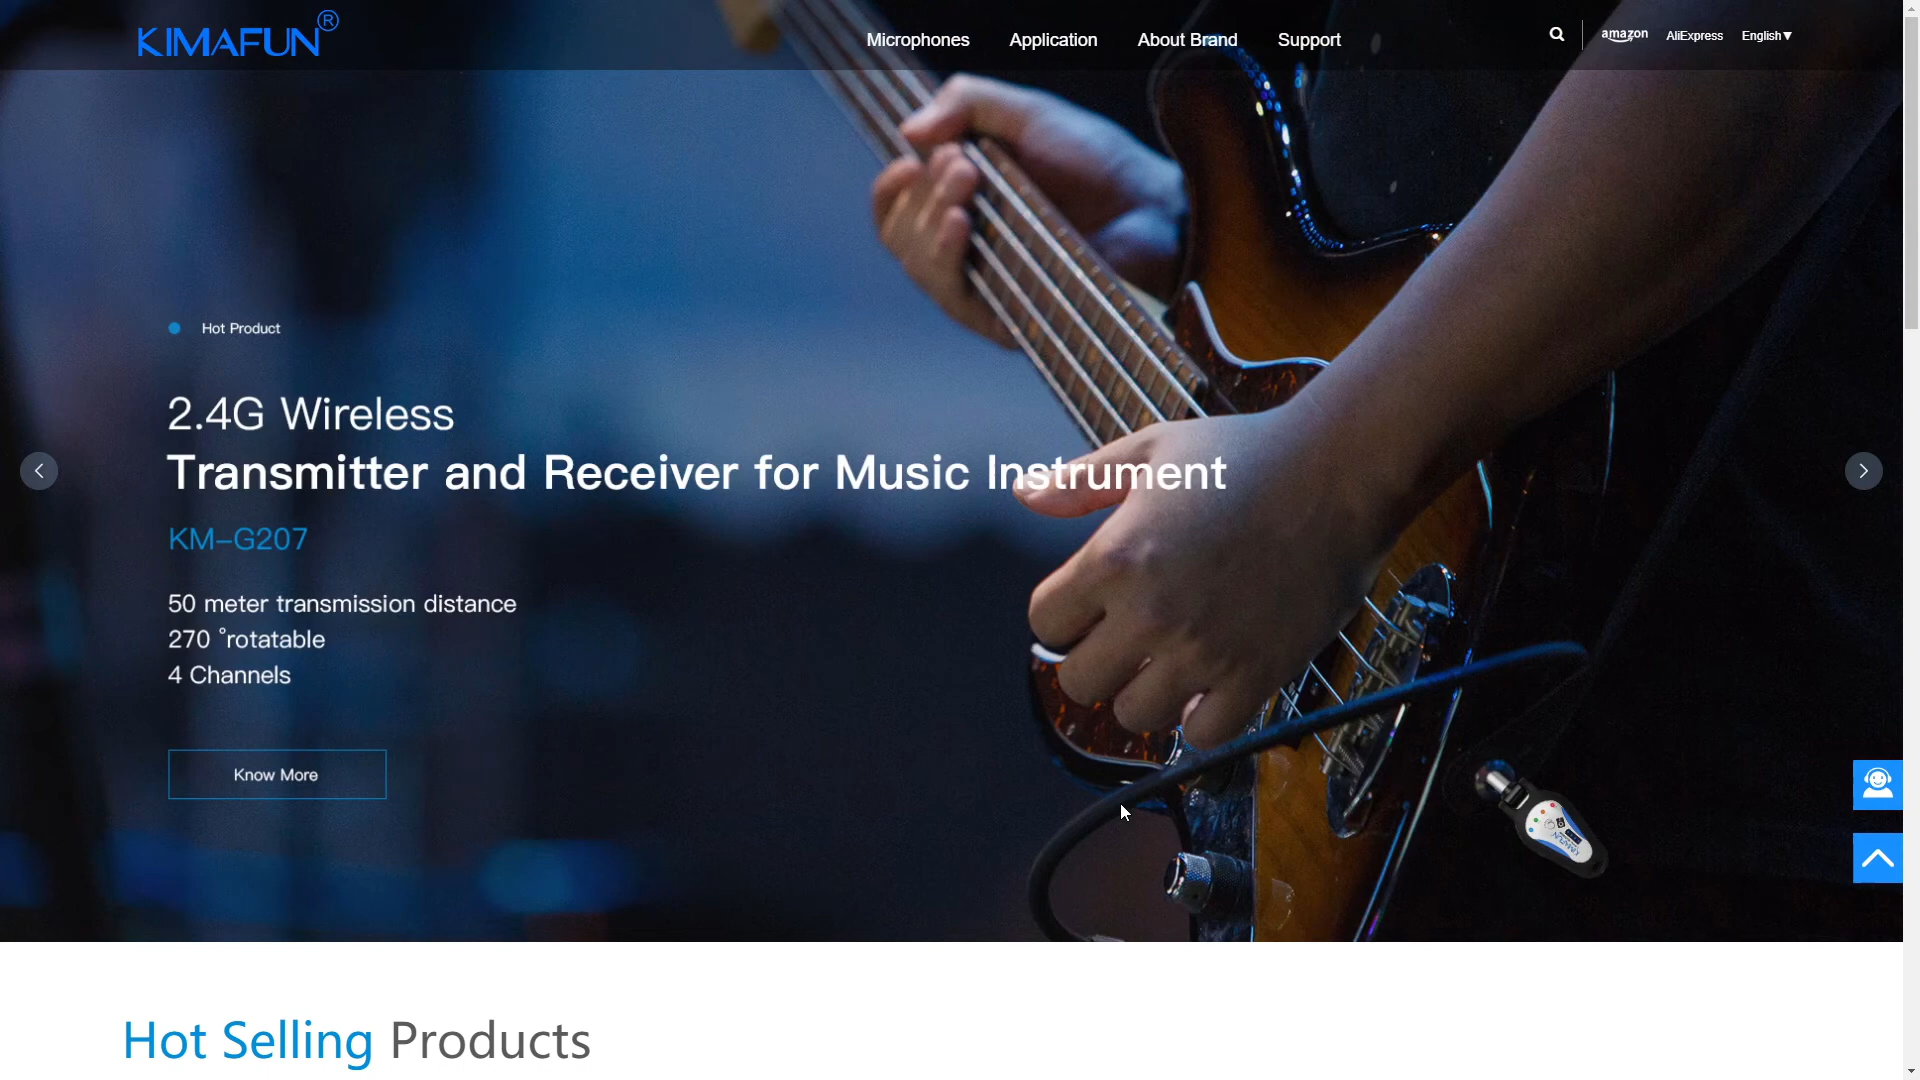 KIMAFUN®
Microphones
Application
About Brand
Support
amazon
AliExpress
English▼
Hot Product
2.4G Wireless
Transmitter and Receiver for Music Instrument
KM-G207
50 meter transmission distance
270 °rotatable
4 Channels
Know More
KIMAFUN
Hot Selling Products